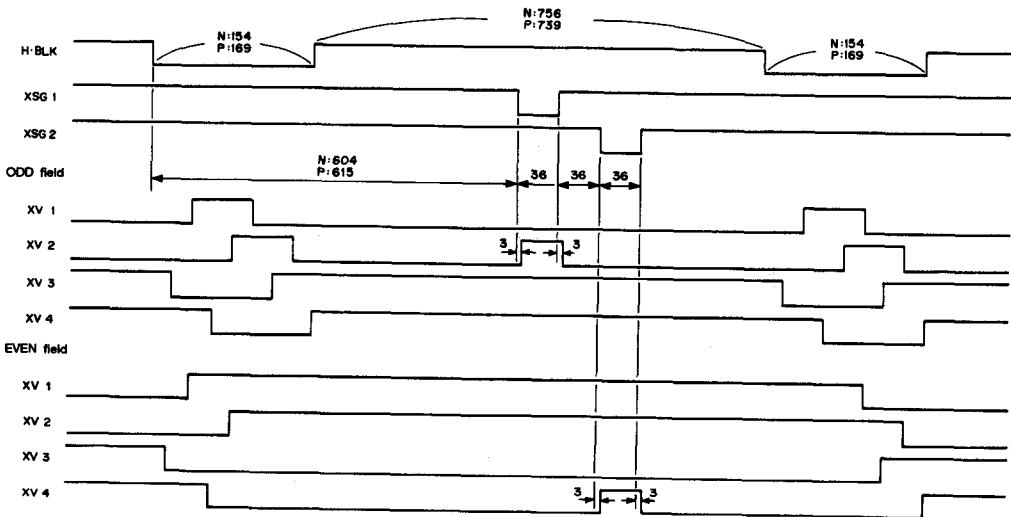 N:756
P:739
N:154
P:169
N:154
P:169
H·BLK
XSG 1
XSG 2
N:604
P:615
36
36
36
ODD field
XV 1
XV 2
3
3
XV 3
XV 4
EVEN field
XV 1
XV 2
XV 3
XV 4
3
3